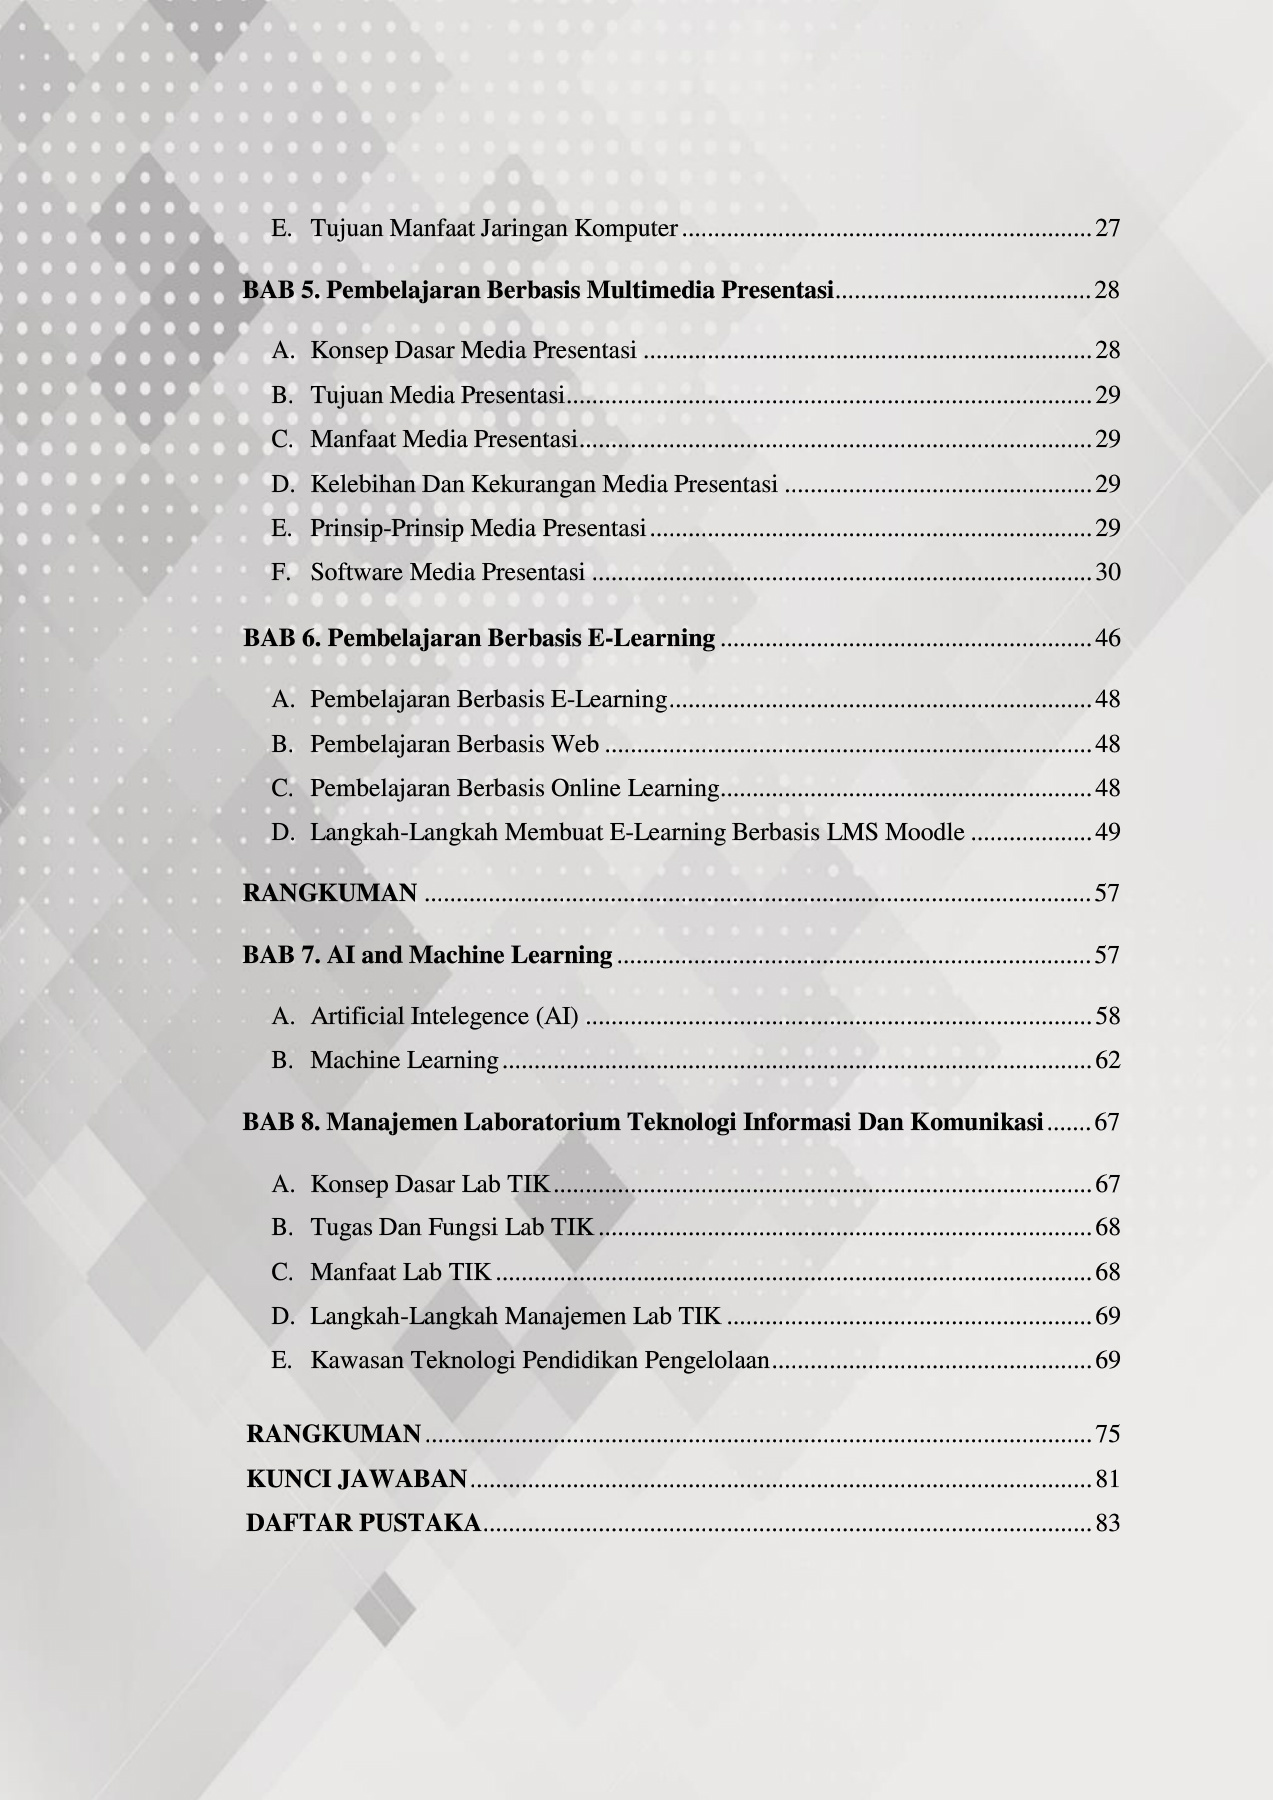 E. Tujuan Manfaat Jaringan Komputer ................................................................ 27
BAB 5. Pembelajaran Berbasis Multimedia Presentasi........................................ 28
A. Konsep Dasar Media Presentasi ...................................................................... 28
B. Tujuan Media Presentasi.................................................................................. 29
C. Manfaat Media Presentasi................................................................................ 29
D. Kelebihan Dan Kekurangan Media Presentasi ................................................ 29
E. Prinsip-Prinsip Media Presentasi ..................................................................... 29
F. Software Media Presentasi .............................................................................. 30
BAB 6. Pembelajaran Berbasis E-Learning .......................................................... 46
A. Pembelajaran Berbasis E-Learning.................................................................. 48
B. Pembelajaran Berbasis Web ............................................................................ 48
C. Pembelajaran Berbasis Online Learning.......................................................... 48
D. Langkah-Langkah Membuat E-Learning Berbasis LMS Moodle ................... 49
RANGKUMAN ........................................................................................................ 57
BAB 7. AI and Machine Learning .......................................................................... 57
A. Artificial Intelegence (AI) ............................................................................... 58
B. Machine Learning ............................................................................................ 62
BAB 8. Manajemen Laboratorium Teknologi Informasi Dan Komunikasi ....... 67
A. Konsep Dasar Lab TIK.................................................................................... 67
B. Tugas Dan Fungsi Lab TIK ............................................................................. 68
C. Manfaat Lab TIK ............................................................................................. 68
D. Langkah-Langkah Manajemen Lab TIK ......................................................... 69
E. Kawasan Teknologi Pendidikan Pengelolaan.................................................. 69
RANGKUMAN ........................................................................................................ 75
KUNCI JAWABAN................................................................................................. 81
DAFTAR PUSTAKA............................................................................................... 83